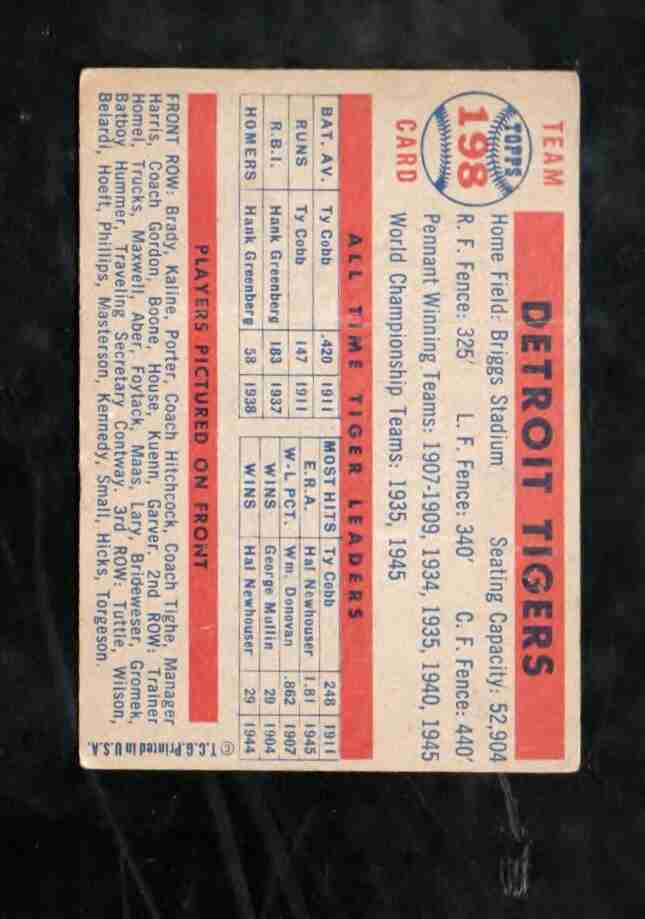 TEAM
TOPPS
198
CARD
DETROIT TIGERS
Home Field: Briggs Stadium Seating Capacity: 52,904
R. F. Fence: 325' L. F. Fence: 340' C. F. Fence: 440'
Pennant Winning Teams: 1907-1909, 1934, 1935, 1940, 1945
World Championship Teams: 1935, 1945
ALL TIME TIGER LEADERS
BAT. AV. Ty Cobb .420 1911 MOST HITS Ty Cobb 248 1911
RUNS Ty Cobb 147 1911 E.R.A. Hal Newhouser 1.81 1945
R.B.I. Hank Greenberg 183 1937 W-L PCT. Wm. Donovan .862 1907
HOMERS Hank Greenberg 58 1938 WINS George Mullin 29 1904
WINS Hal Newhouser 29 1944
PLAYERS PICTURED ON FRONT
FRONT ROW: Brady, Kaline, Porter, Coach Hitchcock, Coach Tighe, Manager
Harris, Coach Gordon, Boone, House, Kuenn, Garver. 2nd ROW: Trainer
Homel, Trucks, Maxwell, Aber, Foytack, Maas, Lary, Brideweser, Gromek,
Batboy Hummer, Traveling Secretary Contway. 3rd ROW: Tuttle, Wilson,
Belardi, Hoeft, Phillips, Masterson, Kennedy, Small, Hicks, Torgeson.
© T.C.G. Printed in U.S.A.